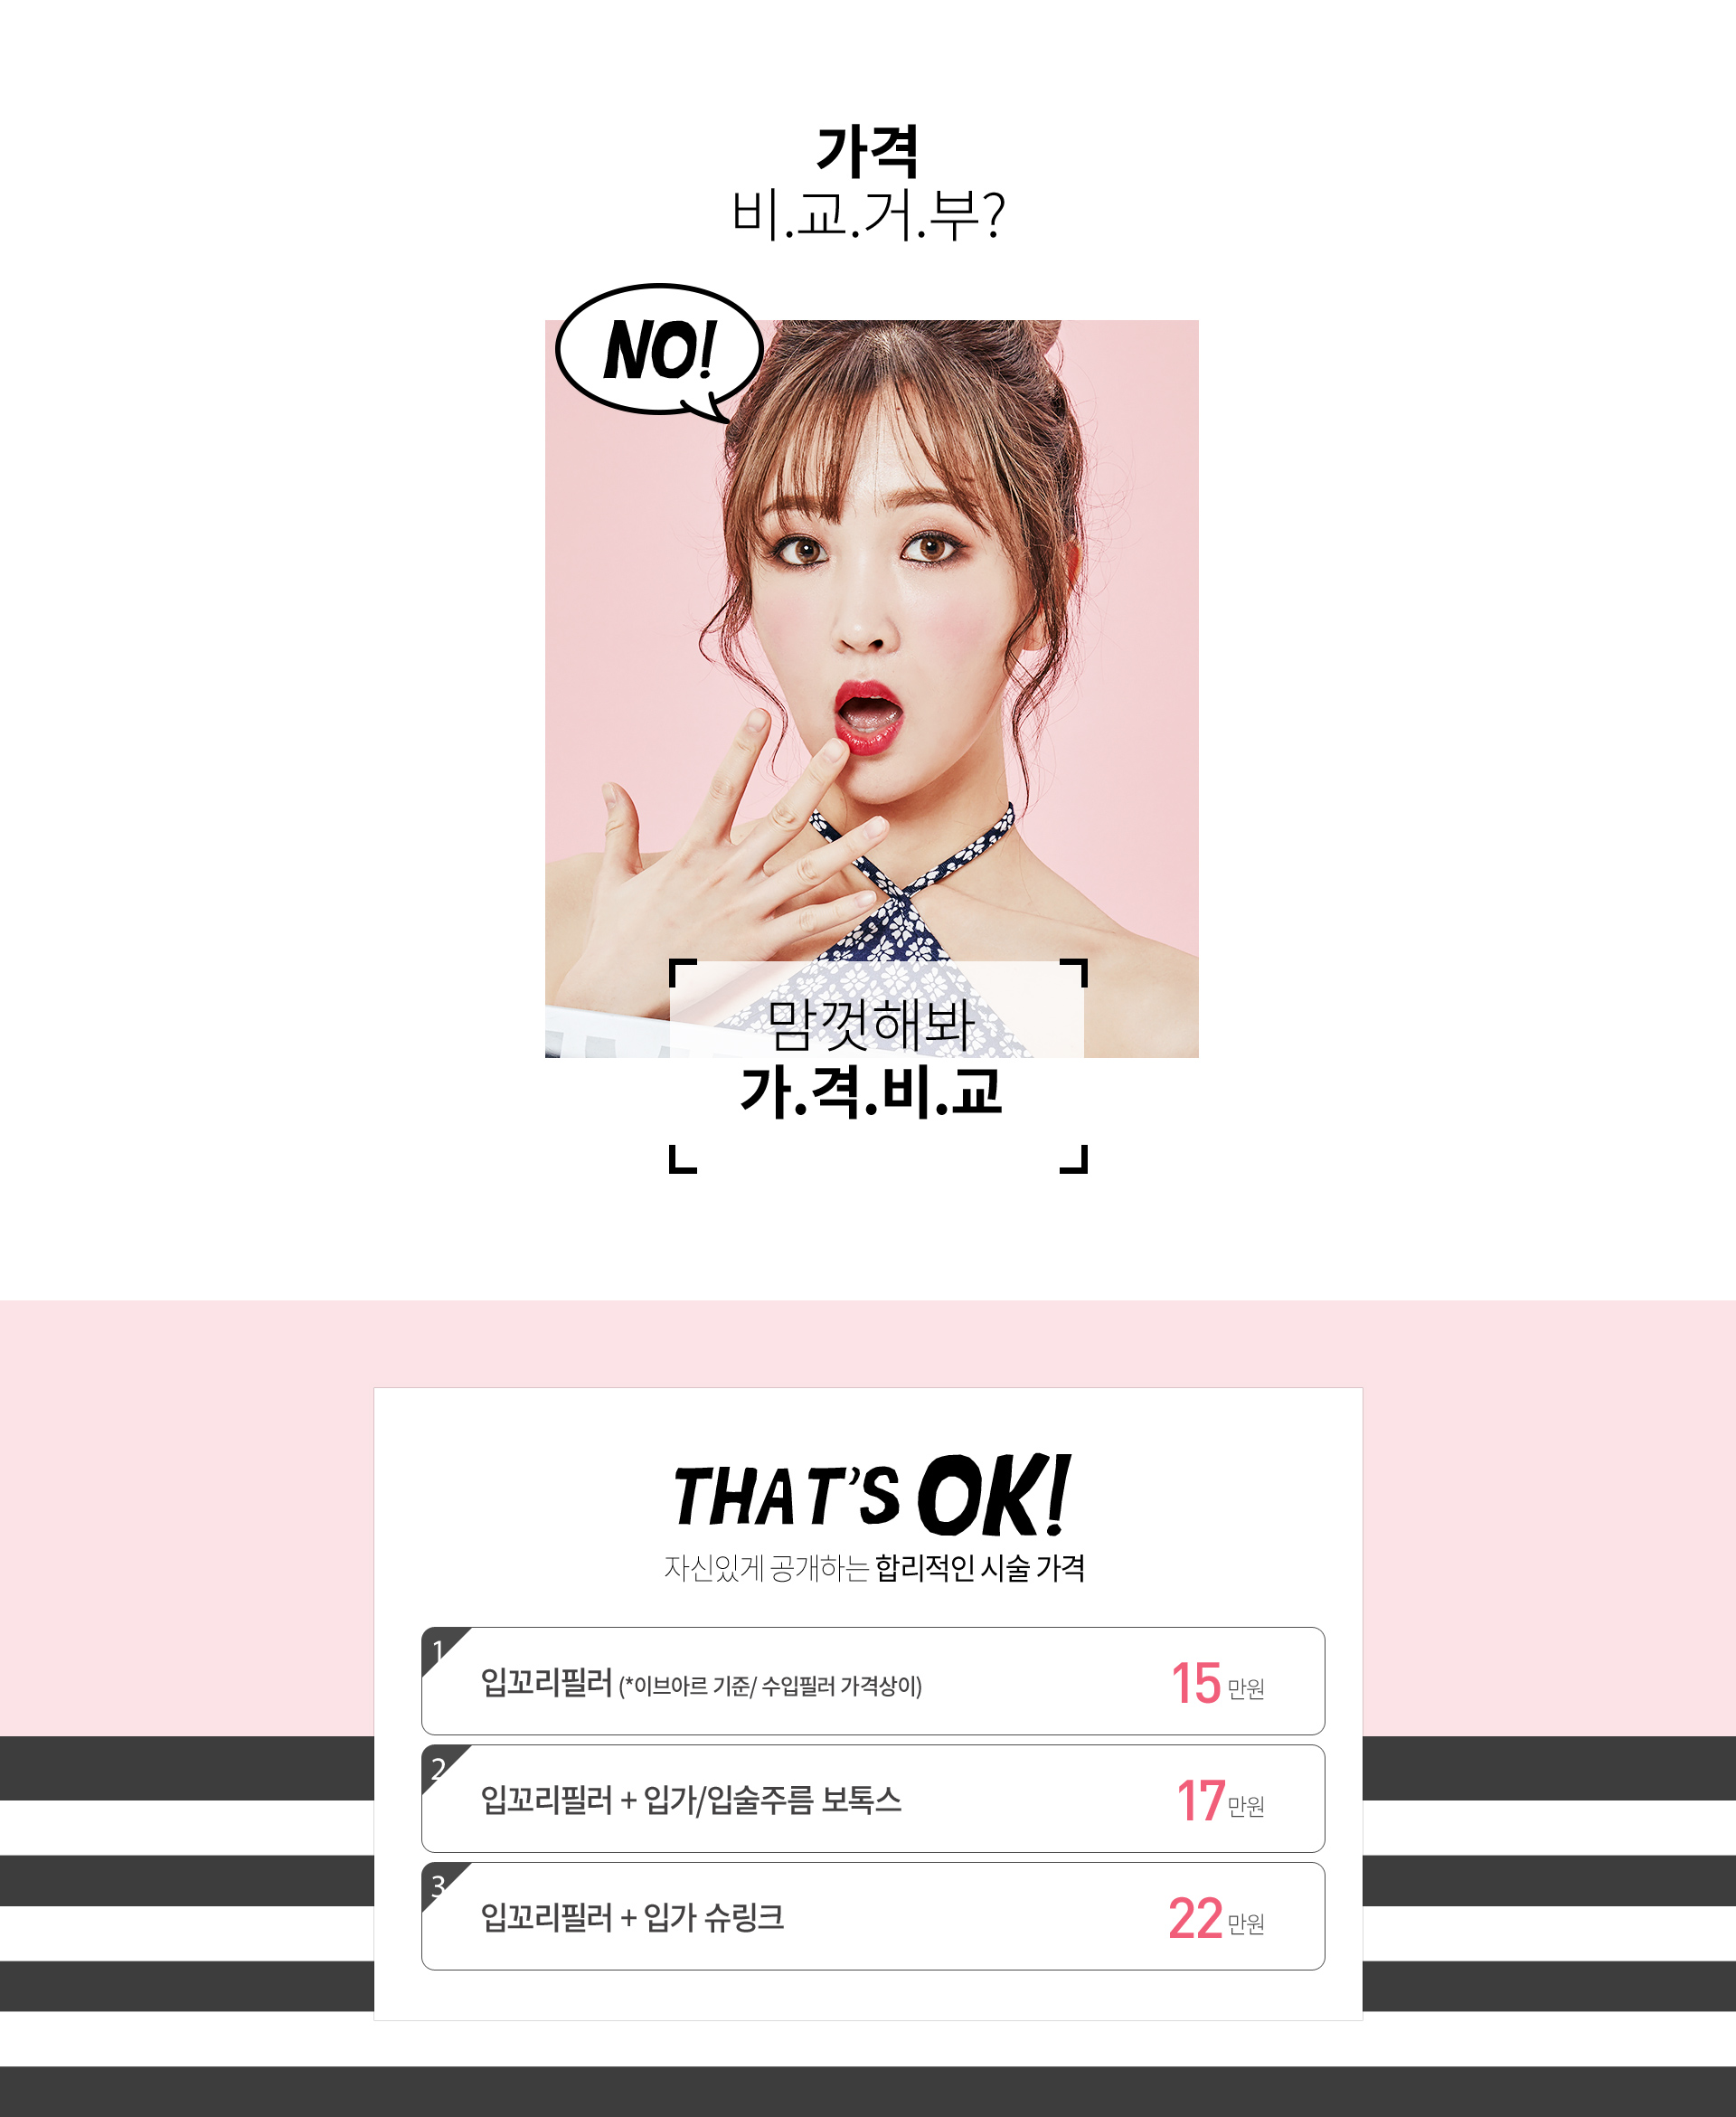 가격
비.교.거.부?
NO!
맘껏해봐
가.격.비.교
THAT'S OK!
자신있게 공개하는 합리적인 시술 가격
1
입꼬리필러 (*이브아르 기준/ 수입필러 가격상이)
15 만원
2
입꼬리필러 + 입가/입술주름 보톡스
17만원
3
입꼬리필러 + 입가 슈링크
22 만원